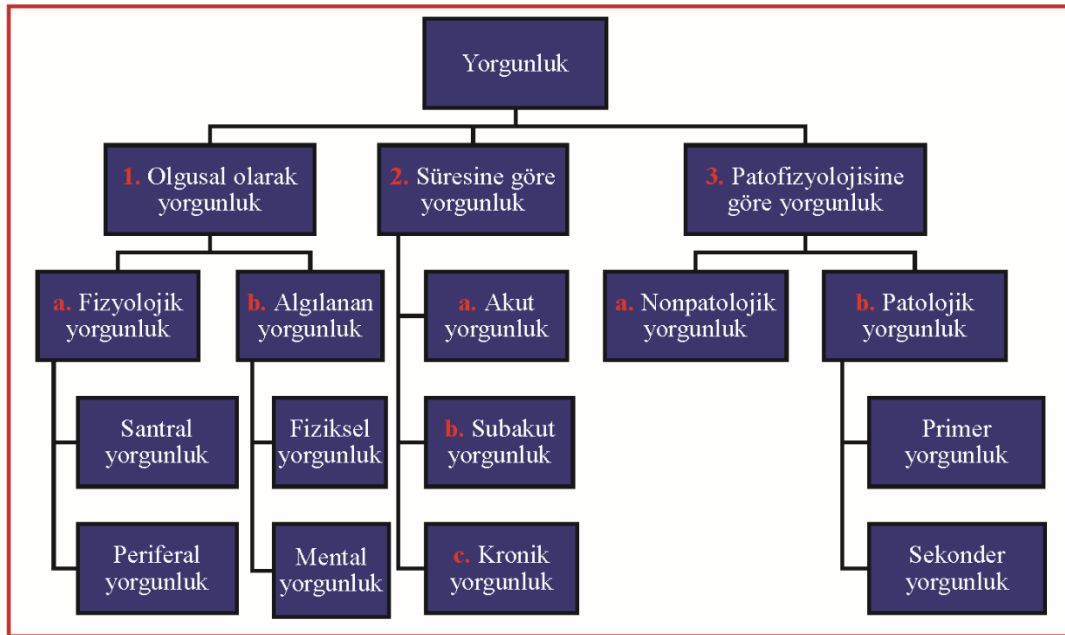 Yorgunluk
1. Olgusal olarak
yorgunluk
2. Süresine göre
yorgunluk
3. Patofizyolojisine
göre yorgunluk
a. Fizyolojik
yorgunluk
b. Algılanan
yorgunluk
a. Akut
yorgunluk
a. Nonpatolojik
yorgunluk
b. Patolojik
yorgunluk
Santral
yorgunluk
Fiziksel
yorgunluk
b. Subakut
yorgunluk
Primer
yorgunluk
Periferal
yorgunluk
Mental
yorgunluk
c. Kronik
yorgunluk
Sekonder
yorgunluk